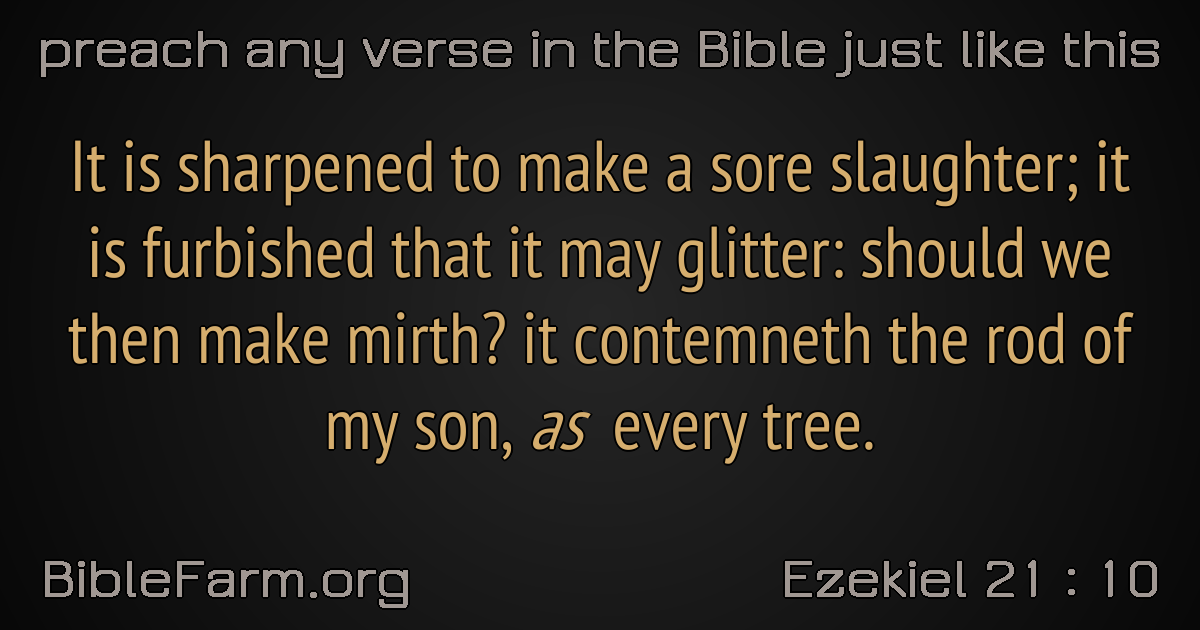 preach any verse in the Bible just like this
It is sharpened to make a sore slaughter; it
is furbished that it may glitter: should we
then make mirth? it contemneth the rod of
my son, as every tree.
BibleFarm.org
Ezekiel 21 : 10